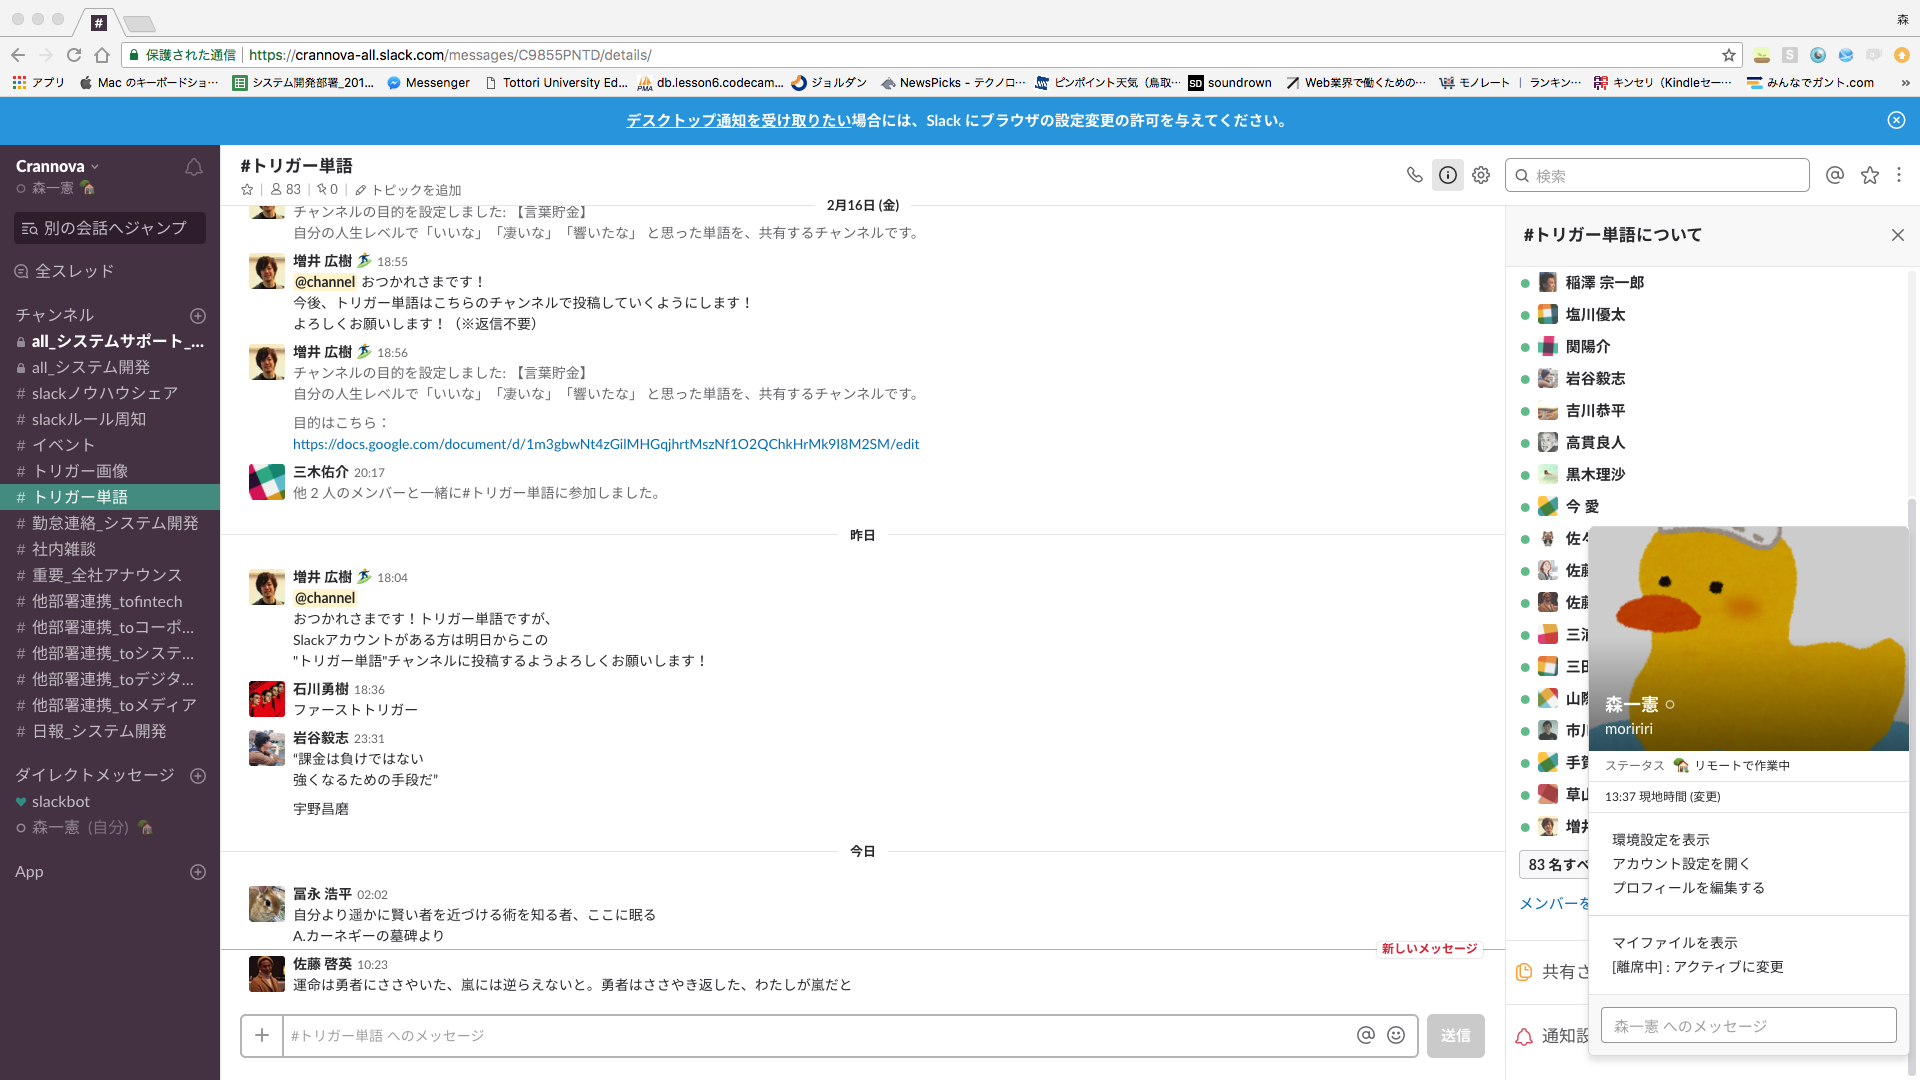 #
森
保護された通信 | https://crannova-all.slack.com/messages/C9855PNTD/details/
アプリ Mac のキーボードショ… システム開発部署_201… Messenger Tottori University Ed… db.lesson6.codecam… ジョルダン NewsPicks - テクノロ… ピンポイント天気（鳥取… SD soundrown Web業界で働くための… モノレート | ランキン… キンセリ（Kindleセー… みんなでガント.com »
デスクトップ通知を受け取りたい場合には、Slack にブラウザの設定変更の許可を与えてください。
Crannova
森一憲
別の会話へジャンプ
全スレッド
チャンネル
all_システムサポート_...
all_システム開発
# slackノウハウシェア
# slackルール周知
# イベント
# トリガー画像
# トリガー単語
# 勤怠連絡_システム開発
# 社内雑談
# 重要_全社アナウンス
# 他部署連携_tofintech
# 他部署連携_toコーポ...
# 他部署連携_toシステ...
# 他部署連携_toデジタ...
# 他部署連携_toメディア
# 日報_システム開発
ダイレクトメッセージ
slackbot
森一憲 (自分)
App
#トリガー単語
83 | 0 | トピックを追加
検索
2月16日 (金)
チャンネルの目的を設定しました: 【言葉貯金】
自分の人生レベルで「いいな」「凄いな」「響いたな」 と思った単語を、共有するチャンネルです。
増井 広樹 18:55
@channel おつかれさまです！
今後、トリガー単語はこちらのチャンネルで投稿していくようにします！
よろしくお願いします！（※返信不要）
増井 広樹 18:56
チャンネルの目的を設定しました: 【言葉貯金】
自分の人生レベルで「いいな」「凄いな」「響いたな」 と思った単語を、共有するチャンネルです。
目的はこちら：
https://docs.google.com/document/d/1m3gbwNt4zGilMHGqjhrtMszNf1O2QChkHrMk9I8M2SM/edit
三木佑介 20:17
他 2 人のメンバーと一緒に#トリガー単語に参加しました。
昨日
増井 広樹 18:04
@channel
おつかれさまです！トリガー単語ですが、
Slackアカウントがある方は明日からこの
"トリガー単語"チャンネルに投稿するようよろしくお願いします！
石川勇樹 18:36
ファーストトリガー
岩谷毅志 23:31
“課金は負けではない
強くなるための手段だ”
宇野昌磨
今日
冨永 浩平 02:02
自分より遥かに賢い者を近づける術を知る者、ここに眠る
A.カーネギーの墓碑より
新しいメッセージ
佐藤 啓英 10:23
運命は勇者にささやいた、嵐には逆らえないと。勇者はささやき返した、わたしが嵐だと
#トリガー単語 へのメッセージ
送信
#トリガー単語について
稲澤 宗一郎
塩川優太
関陽介
岩谷毅志
吉川恭平
高貫良人
黒木理沙
今 愛
佐々
佐藤
佐藤
三浦
三田
山際
市川
手賀
草山
増井
83 名すべ
メンバーを
共有さ
通知設
森一憲
moririri
ステータス リモートで作業中
13:37 現地時間 (変更)
環境設定を表示
アカウント設定を開く
プロフィールを編集する
マイファイルを表示
[離席中] : アクティブに変更
森一憲 へのメッセージ